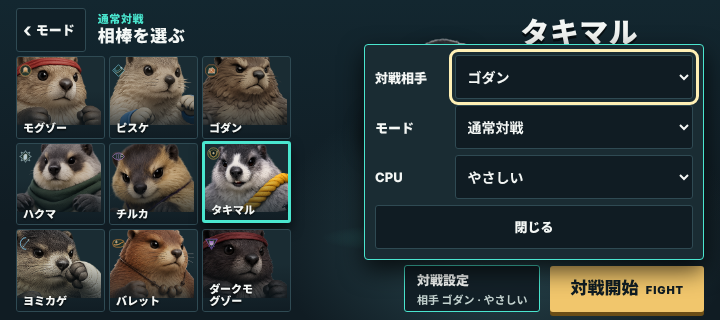 モード
通常対戦
相棒を選ぶ
モグゾー
ビスケ
ゴダン
ハクマ
チルカ
タキマル
ヨミカゲ
バレット
ダークモ
グゾー
タキマル
対戦相手
ゴダン
モード
通常対戦
CPU
やさしい
閉じる
対戦設定
相手 ゴダン · やさしい
対戦開始 FIGHT